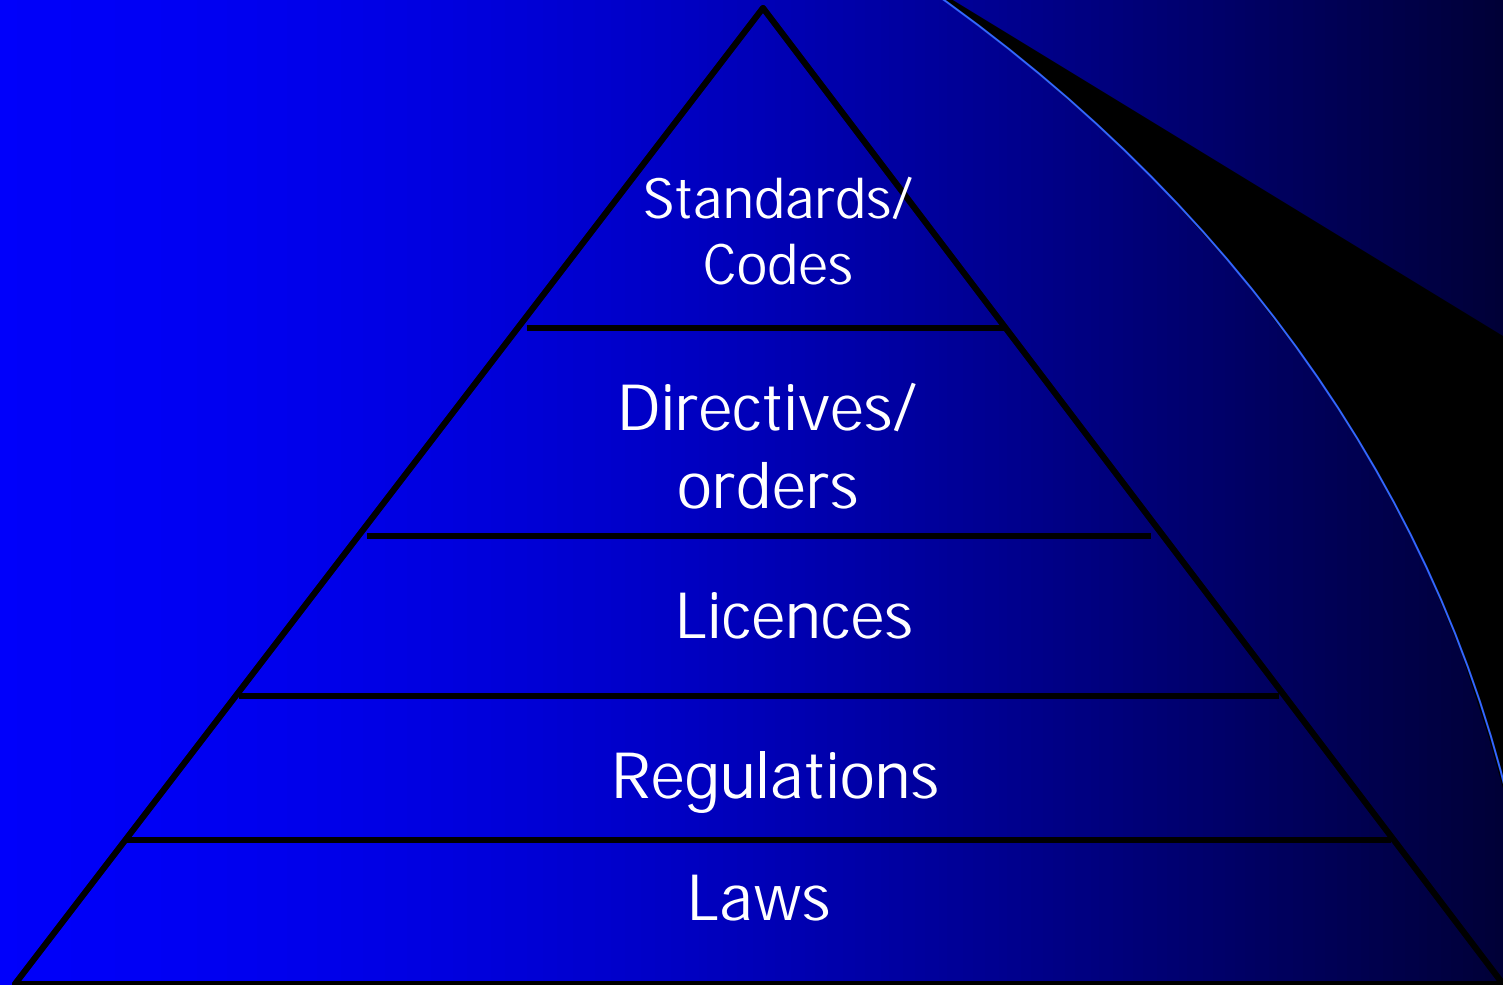 Standards/
Codes
Directives/
orders
Licences
Regulations
Laws